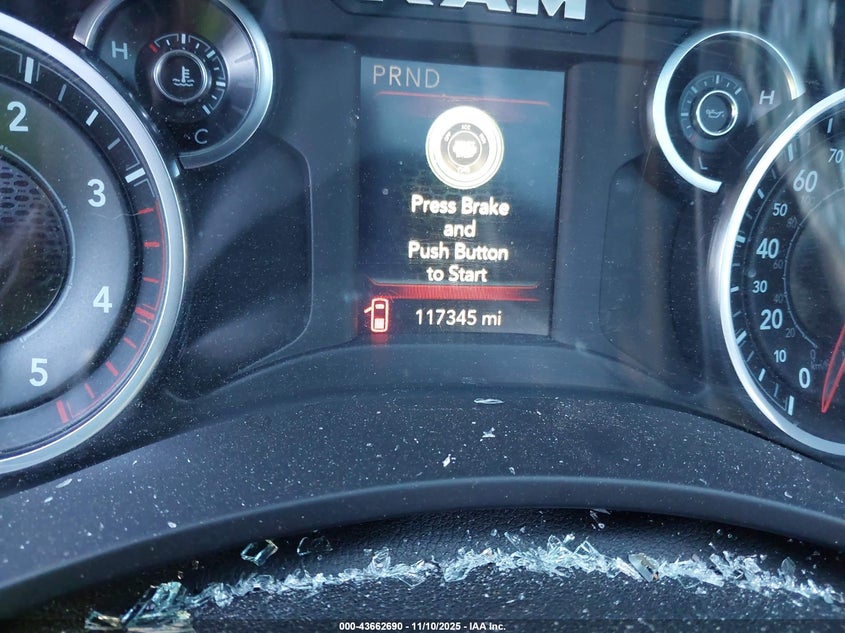 RAM
PRND
H
C
H
L
2
3
4
5
Press Brake
and
Push Button
to Start
117345 mi
70
60
50
40
30
20
10
0
000-43662690 - 11/10/2025 - IAA Inc.